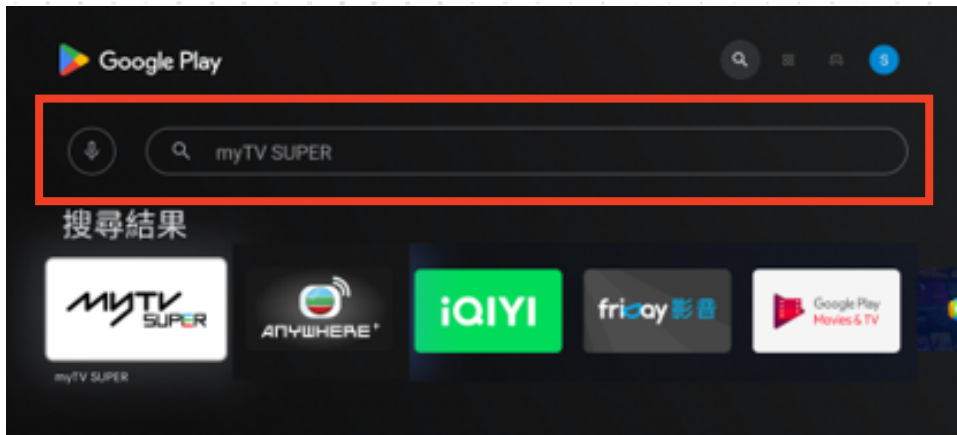 Google Play
S
myTV SUPER
搜尋結果
MYTV SUPER
ANYWHERE+
iQIYI
friday影音
Google Play
Movies & TV
myTV SUPER